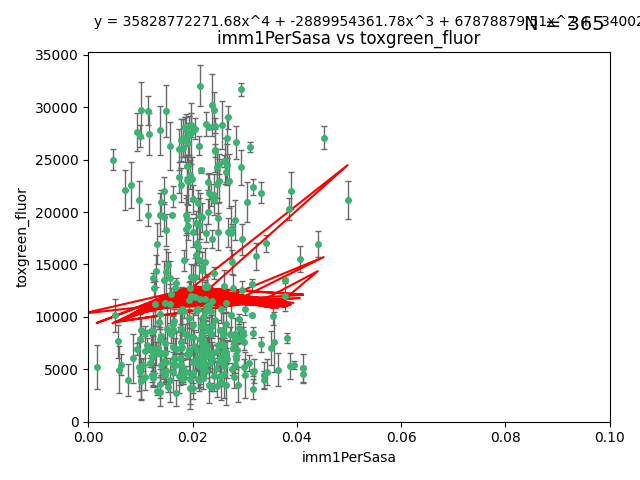 y = 35828772271.68x^4 + -2889954361.78x^3 +
N = 365
imm1PerSasa vs toxgreen_fluor
35000
30000
25000
20000
15000
10000
5000
0
toxgreen_fluor
0.00 0.02 0.04 0.06 0.08 0.10
imm1PerSasa